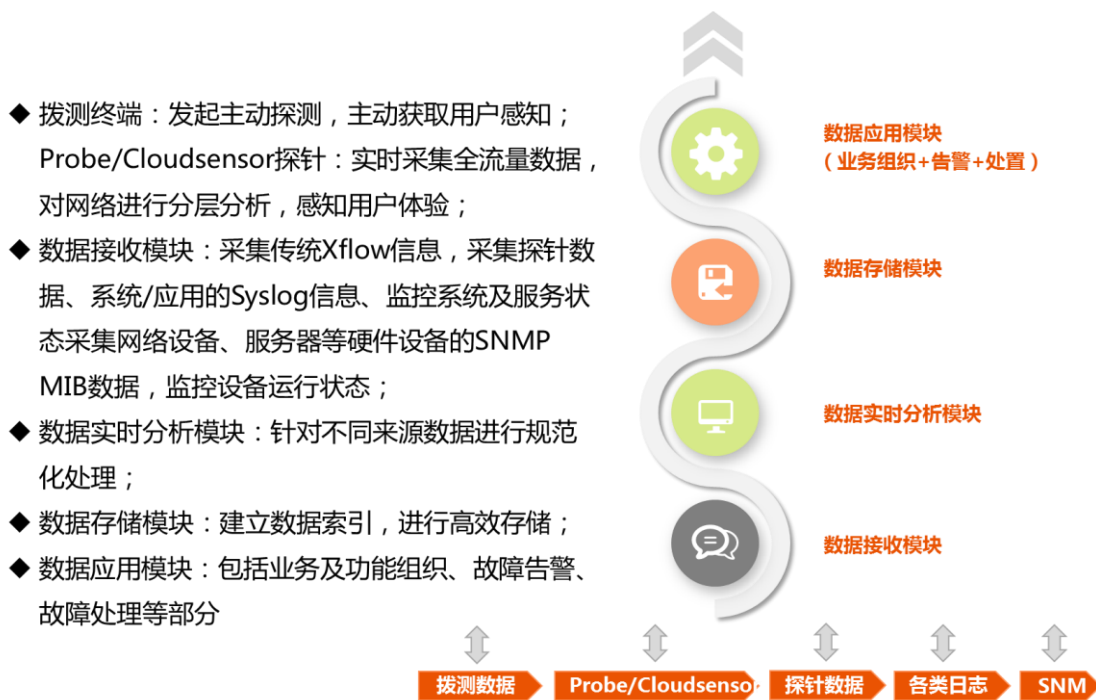 ◆ 拨测终端：发起主动探测，主动获取用户感知；
Probe/Cloudsensor探针：实时采集全流量数据，
对网络进行分层分析，感知用户体验；
◆ 数据接收模块：采集传统Xflow信息，采集探针数
据、系统/应用的Syslog信息、监控系统及服务状
态采集网络设备、服务器等硬件设备的SNMP
MIB数据，监控设备运行状态；
◆ 数据实时分析模块：针对不同来源数据进行规范
化处理；
◆ 数据存储模块：建立数据索引，进行高效存储；
◆ 数据应用模块：包括业务及功能组织、故障告警、
故障处理等部分
数据应用模块
（业务组织+告警+处置）
数据存储模块
数据实时分析模块
数据接收模块
拨测数据
Probe/Cloudsenso
探针数据
各类日志
SNM